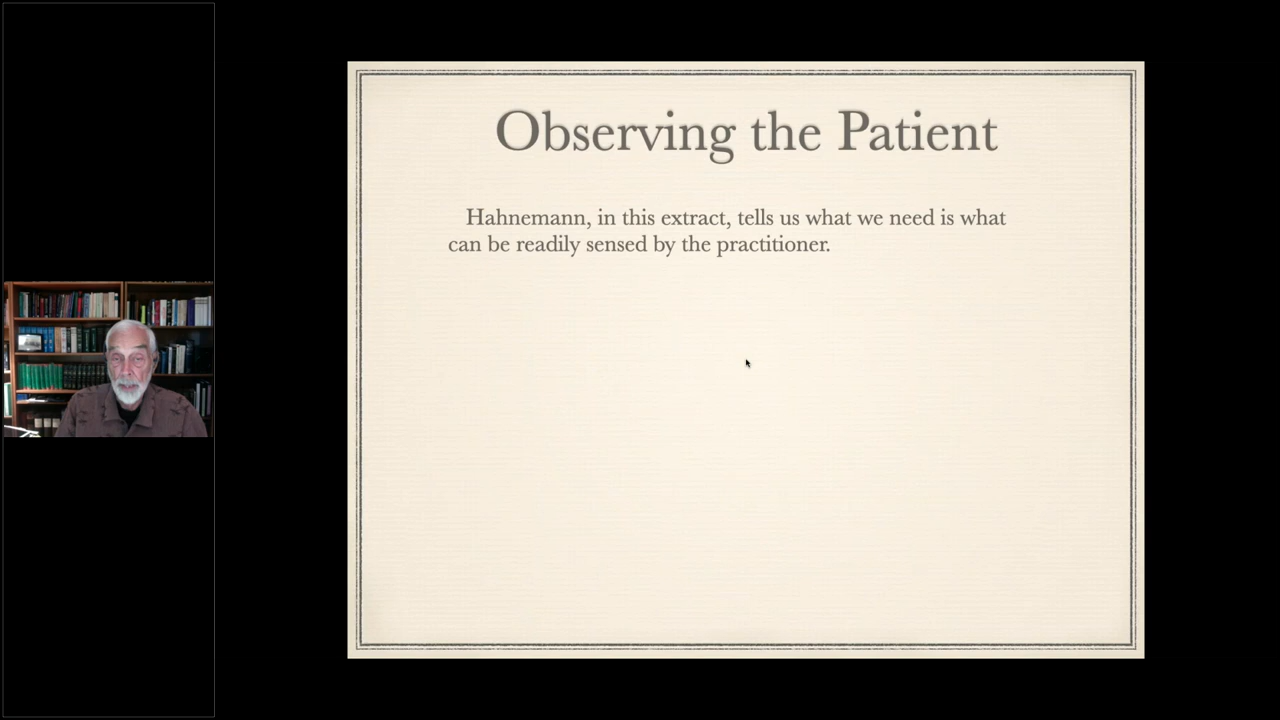 Observing the Patient
Hahnemann, in this extract, tells us what we need is what
can be readily sensed by the practitioner.